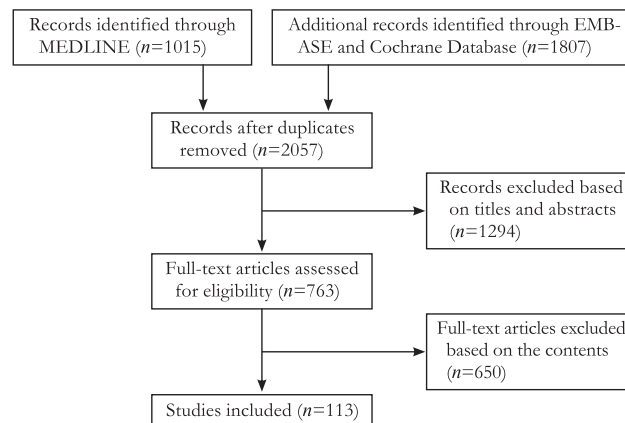 Records identified through
MEDLINE (n=1015)
Additional records identified through EMB-
ASE and Cochrane Database (n=1807)
Records after duplicates
removed (n=2057)
Records excluded based
on titles and abstracts
(n=1294)
Full-text articles assessed
for eligibility (n=763)
Full-text articles excluded
based on the contents
(n=650)
Studies included (n=113)